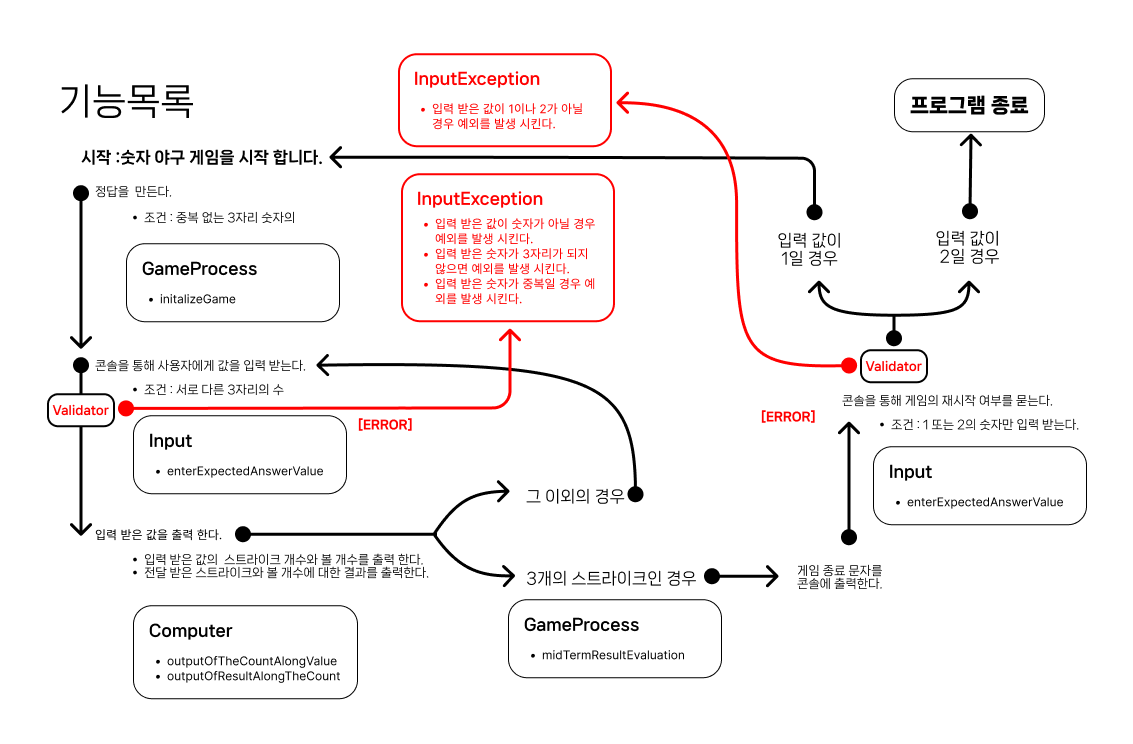 기능목록
시작 :숫자 야구 게임을 시작 합니다.
정답을 만든다.
• 조건 : 중복 없는 3자리 숫자의
GameProcess
• initalizeGame
콘솔을 통해 사용자에게 값을 입력 받는다.
• 조건 : 서로 다른 3자리의 수
Validator
[ERROR]
Input
• enterExpectedAnswerValue
InputException
• 입력 받은 값이 숫자가 아닐 경우
예외를 발생 시킨다.
• 입력 받은 숫자가 3자리가 되지
않으면 예외를 발생 시킨다.
• 입력 받은 숫자가 중복일 경우 예
외를 발생 시킨다.
입력 받은 값을 출력 한다.
• 입력 받은 값의 스트라이크 개수와 볼 개수를 출력 한다.
• 전달 받은 스트라이크와 볼 개수에 대한 결과를 출력한다.
Computer
• outputOfTheCountAlongValue
• outputOfResultAlongTheCount
그 이외의 경우
3개의 스트라이크인 경우
GameProcess
• midTermResultEvaluation
게임 종료 문자를
콘솔에 출력한다.
콘솔을 통해 게임의 재시작 여부를 묻는다.
• 조건 : 1 또는 2의 숫자만 입력 받는다.
Input
• enterExpectedAnswerValue
Validator
[ERROR]
InputException
• 입력 받은 값이 1이나 2가 아닐
경우 예외를 발생 시킨다.
입력 값이
1일 경우
입력 값이
2일 경우
프로그램 종료